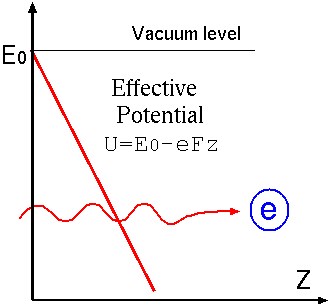 Vacuum level
E0
Effective
Potential
U=E0-eFz
e
Z